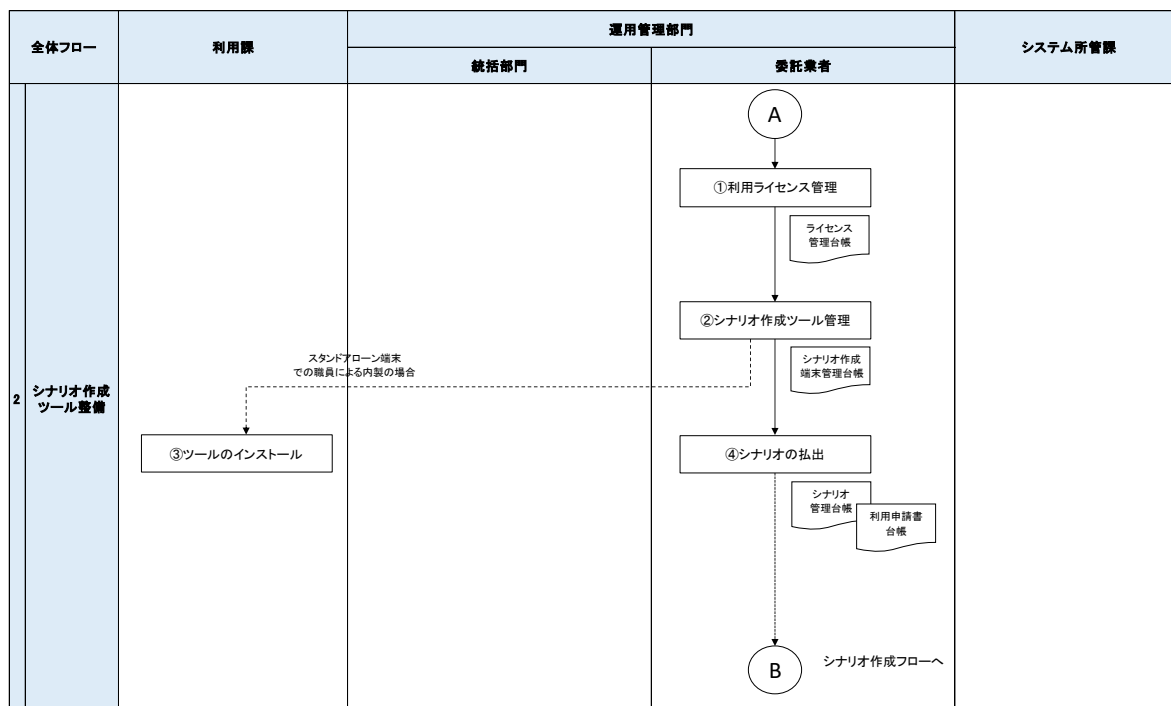 全体フロー
利用課
運用管理部門
統括部門
委託業者
システム所管課
2
シナリオ作成
ツール整備
A
①利用ライセンス管理
ライセンス
管理台帳
②シナリオ作成ツール管理
シナリオ作成
端末管理台帳
スタンドアローン端末
での職員による内製の場合
③ツールのインストール
④シナリオの払出
シナリオ
管理台帳
利用申請書
台帳
B
シナリオ作成フローへ